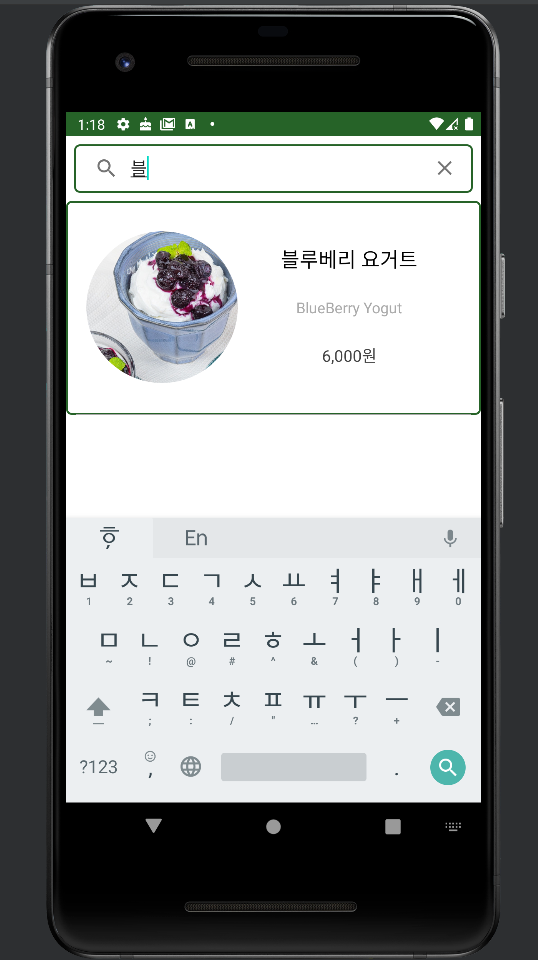 1:18
블
블루베리 요거트
BlueBerry Yogut
6,000원
ㅎ, En
ㅂ ㅈ ㄷ ㄱ ㅅ ㅛ ㅕ ㅑ ㅐ ㅔ
1 2 3 4 5 6 7 8 9 0
ㅁ ㄴ ㅇ ㄹ ㅎ ㅗ ㅓ ㅏ ㅣ
~ ! @ # ^ & ( ) -
ㅋ ㅌ ㅊ ㅍ ㅠ ㅜ ㅡ
; : / " ... ? +
?123 , .